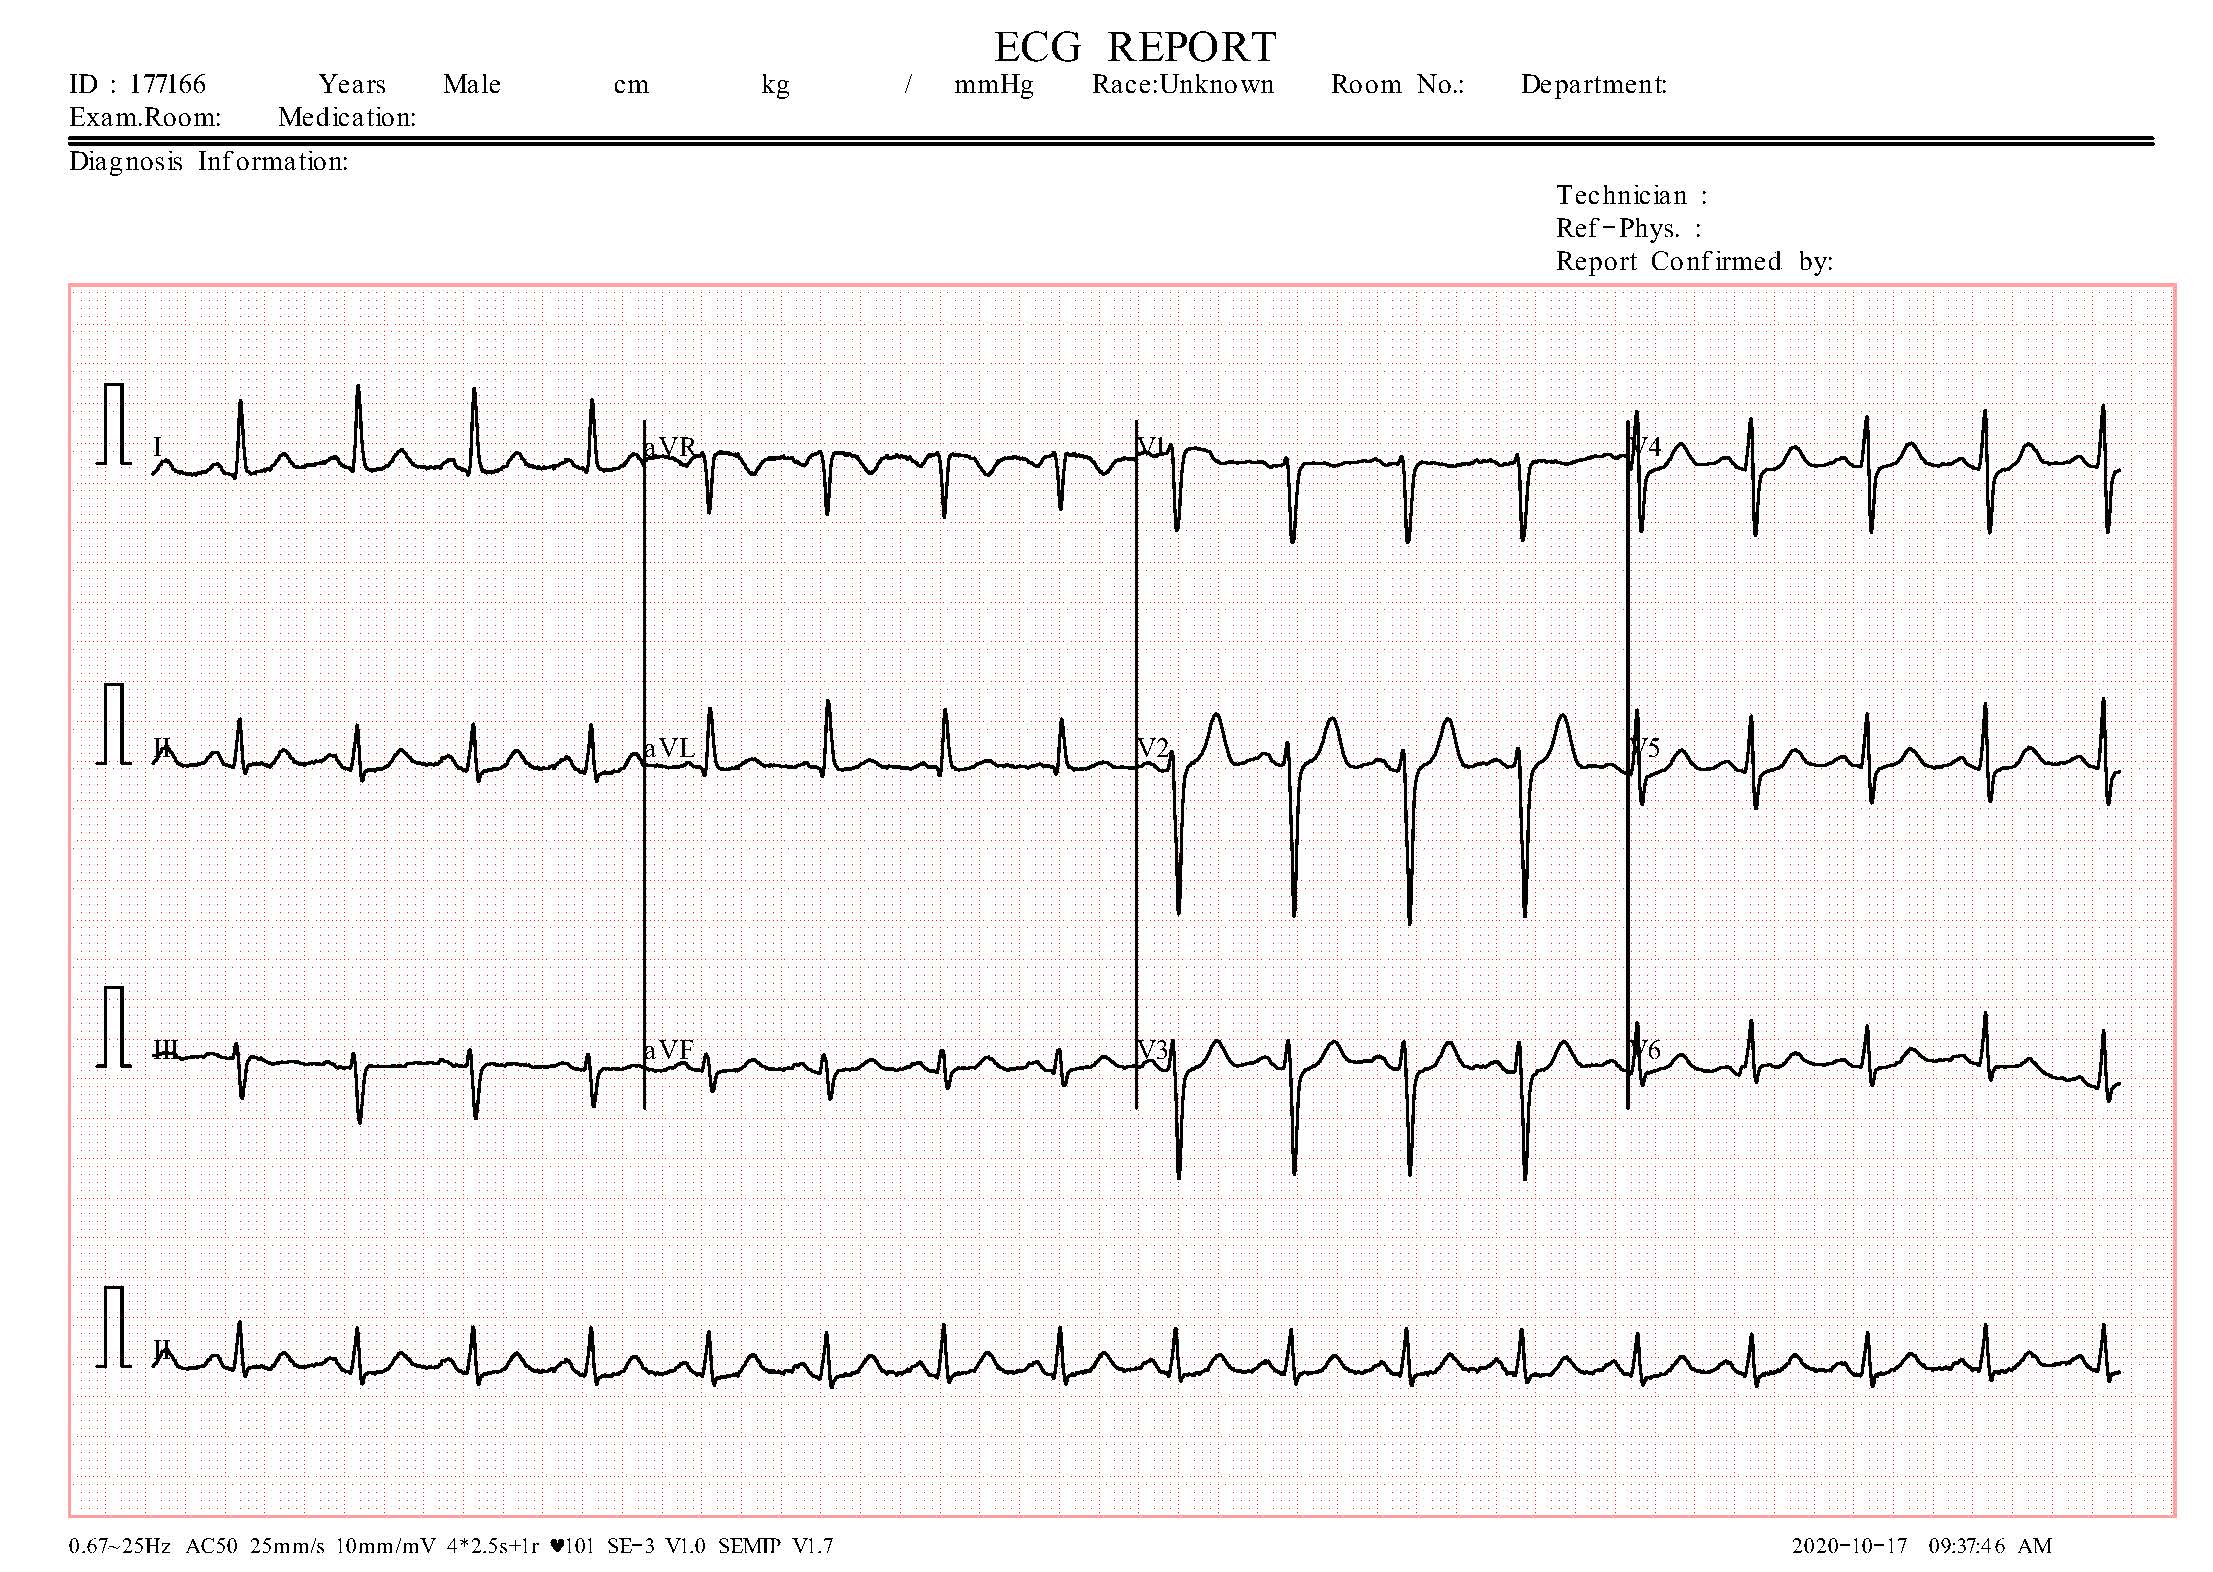 ECG REPORT
ID : 177166 Years Male cm kg / mmHg Race:Unknown Room No.: Department:
Exam.Room: Medication:
Diagnosis Information:
Technician :
Ref-Phys. :
Report Confirmed by:
I aVR V1 V4
II aVL V2 V5
III aVF V3 V6
II
0.67~25Hz AC50 25mm/s 10mm/mV 4*2.5s+1r ♥101 SE-3 V1.0 SEMIP V1.7 2020-10-17 09:37:46 AM